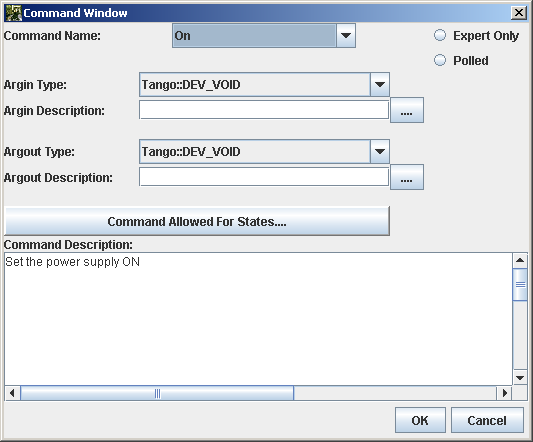 Command Window
Command Name: On Expert Only
Polled
Argin Type: Tango::DEV_VOID
Argin Description: ....
Argout Type: Tango::DEV_VOID
Argout Description: ....
Command Allowed For States....
Command Description:
Set the power supply ON
OK Cancel